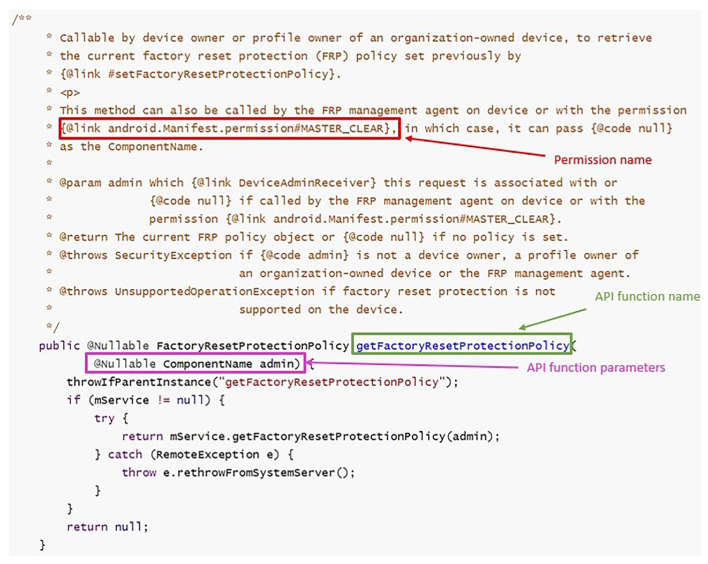 /**
* Callable by device owner or profile owner of an organization-owned device, to retrieve
* the current factory reset protection (FRP) policy set previously by
* {@link #setFactoryResetProtectionPolicy}.
* <p>
* This method can also be called by the FRP management agent on device or with the permission
* {@link android.Manifest.permission#MASTER_CLEAR}, in which case, it can pass {@code null}
* as the ComponentName.
*
Permission name
* @param admin Which {@link DeviceAdminReceiver} this request is associated with or
* {@code null} if called by the FRP management agent on device or with the
* permission {@link android.Manifest.permission#MASTER_CLEAR}.
* @return The current FRP policy object or {@code null} if no policy is set.
* @throws SecurityException if {@code admin} is not a device owner, a profile owner of
* an organization-owned device or the FRP management agent.
* @throws UnsupportedOperationException if factory reset protection is not
API function name
* supported on the device.
*/
public @Nullable FactoryResetProtectionPolicy getFactoryResetProtectionPolicy(
@Nullable ComponentName admin) {
API function parameters
throwIfParentInstance("getFactoryResetProtectionPolicy");
if (mService != null) {
try {
return mService.getFactoryResetProtectionPolicy(admin);
} catch (RemoteException e) {
throw e.rethrowFromSystemServer();
}
}
return null;
}